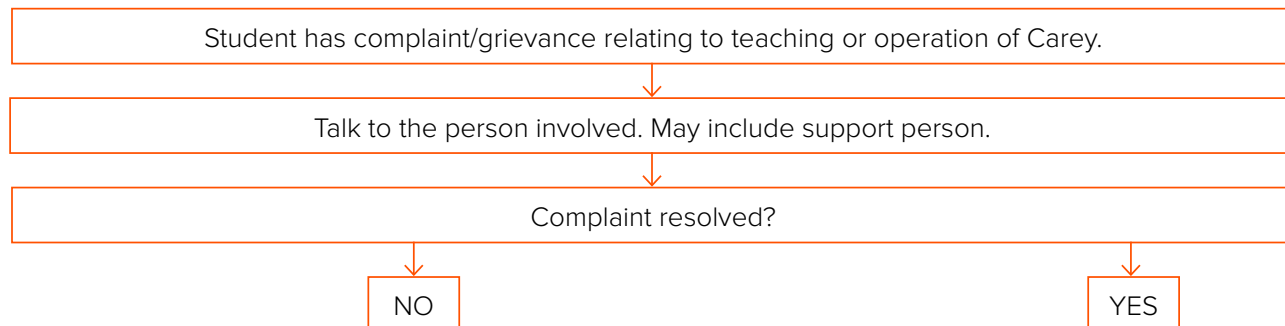 Student has complaint/grievance relating to teaching or operation of Carey.
Talk to the person involved. May include support person.
Complaint resolved?
NO
YES